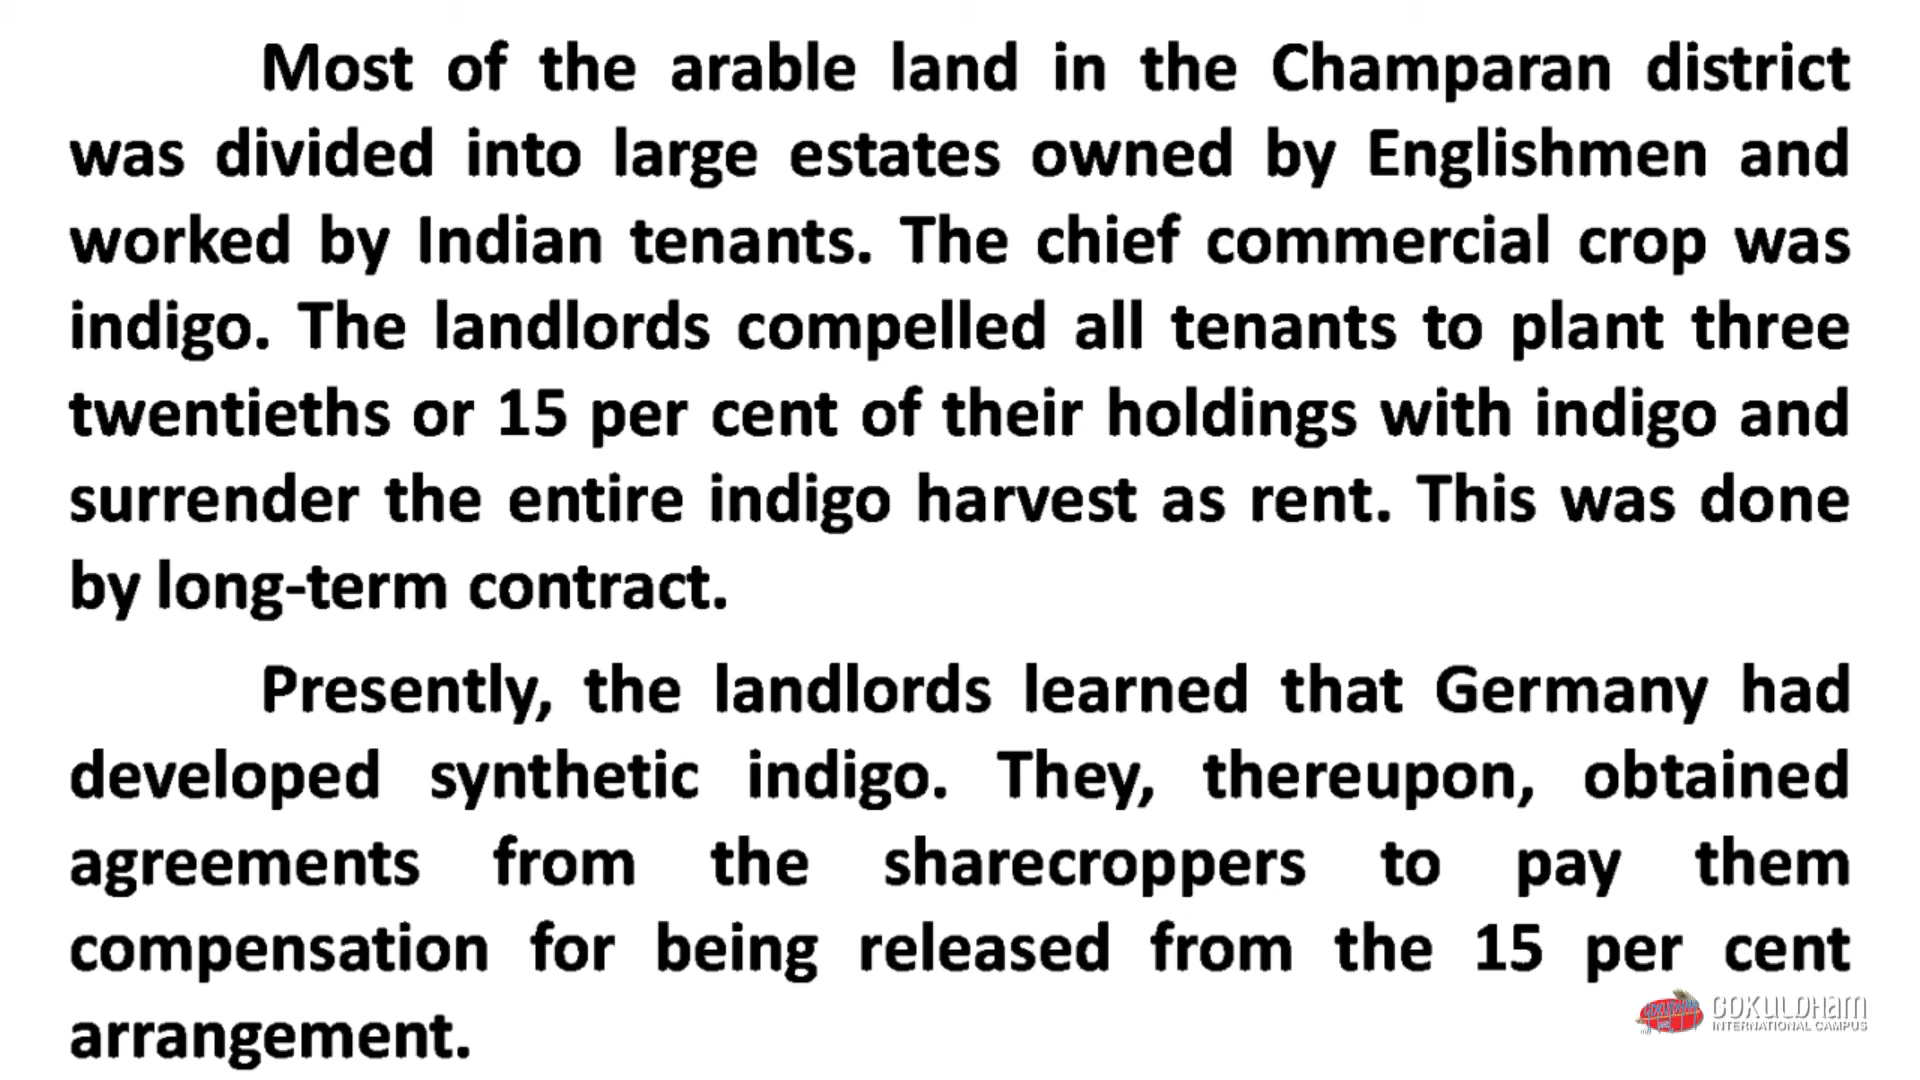 Most of the arable land in the Champaran district
was divided into large estates owned by Englishmen and
worked by Indian tenants. The chief commercial crop was
indigo. The landlords compelled all tenants to plant three
twentieths or 15 per cent of their holdings with indigo and
surrender the entire indigo harvest as rent. This was done
by long-term contract.
Presently, the landlords learned that Germany had
developed synthetic indigo. They, thereupon, obtained
agreements from the sharecroppers to pay them
compensation for being released from the 15 per cent
arrangement.
GOKULDHAM
INTERNATIONAL CAMPUS